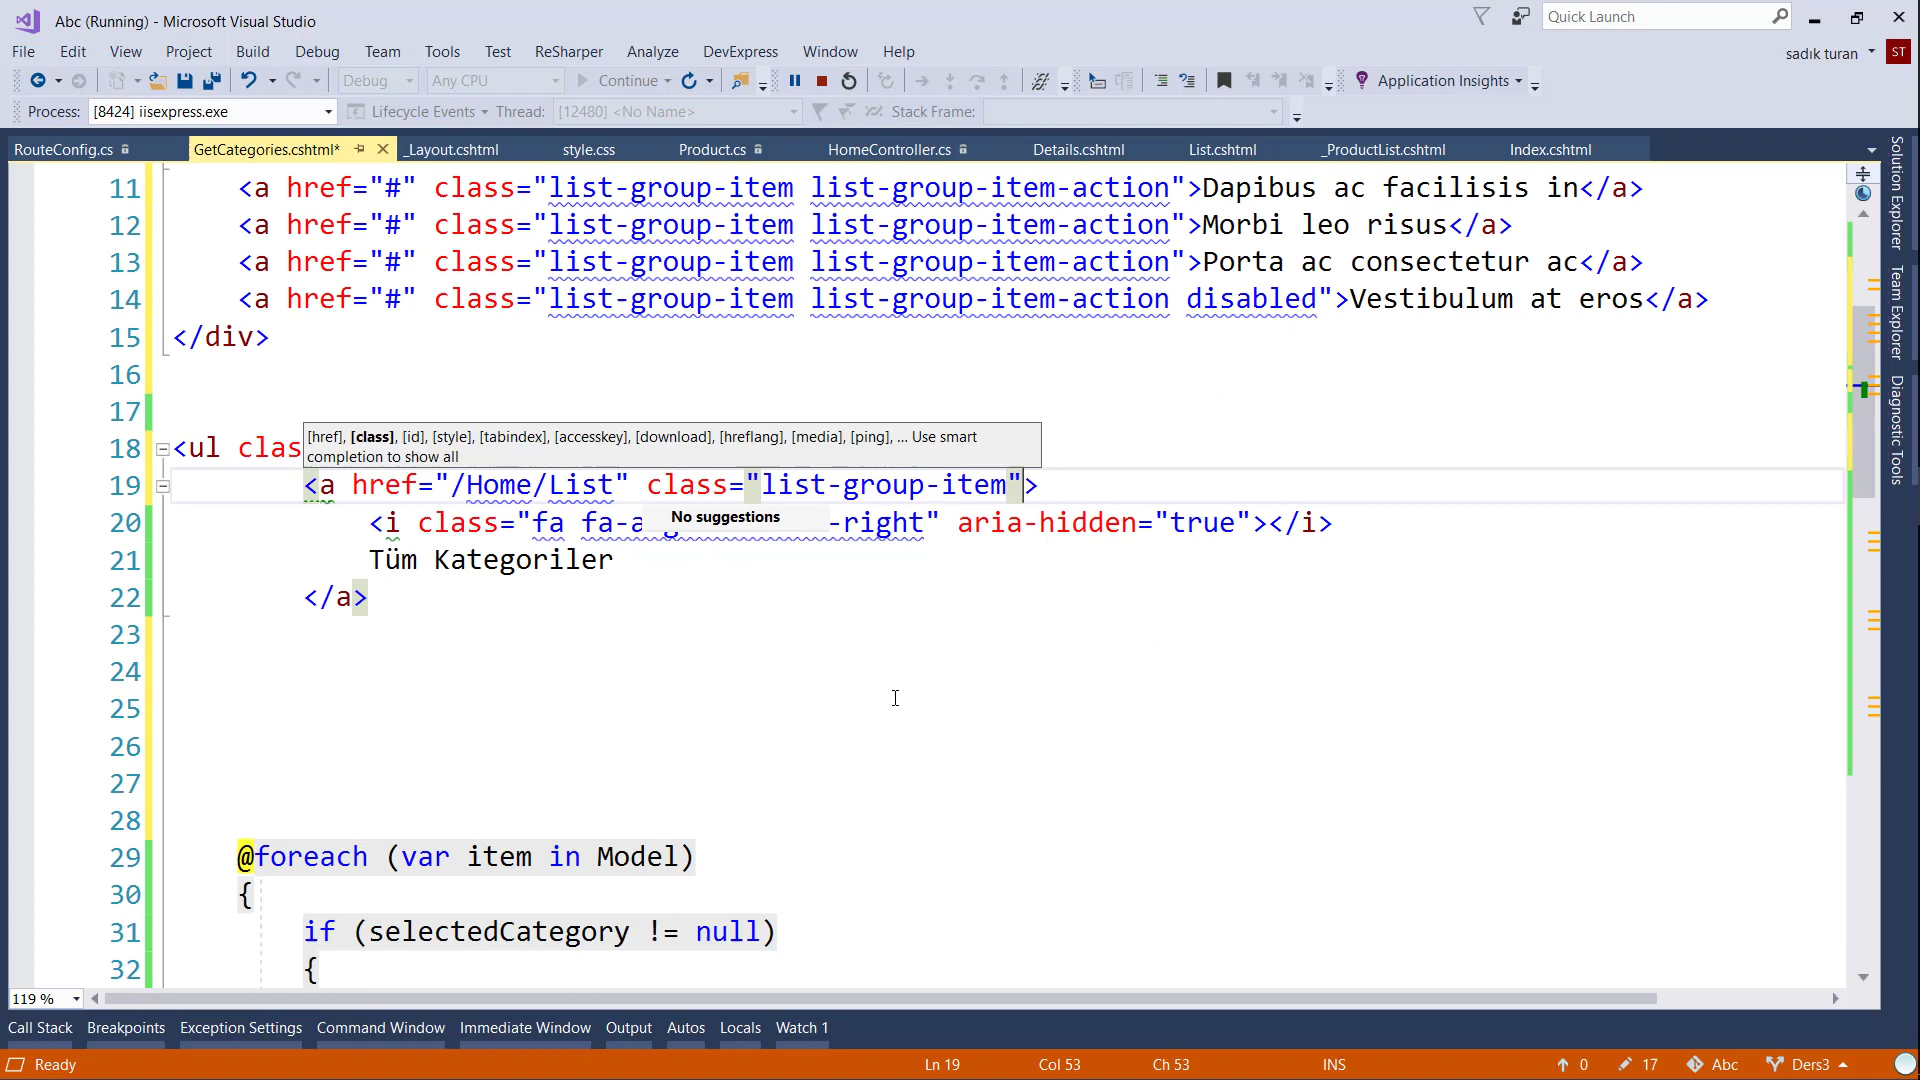 Abc (Running) - Microsoft Visual Studio
Quick Launch
File Edit View Project Build Debug Team Tools Test ReSharper Analyze DevExpress Window Help
sadık turan ST
Debug Any CPU Continue Application Insights
Process: [8424] iisexpress.exe Lifecycle Events Thread: [12480] <No Name> Stack Frame:
RouteConfig.cs GetCategories.cshtml* _Layout.cshtml style.css Product.cs HomeController.cs Details.cshtml List.cshtml _ProductList.cshtml Index.cshtml
11 <a href="#" class="list-group-item list-group-item-action">Dapibus ac facilisis in</a>
12 <a href="#" class="list-group-item list-group-item-action">Morbi leo risus</a>
13 <a href="#" class="list-group-item list-group-item-action">Porta ac consectetur ac</a>
14 <a href="#" class="list-group-item list-group-item-action disabled">Vestibulum at eros</a>
15 </div>
16
17
[href], [class], [id], [style], [tabindex], [accesskey], [download], [hreflang], [media], [ping], ... Use smart
completion to show all
18 <ul clas
19 <a href="/Home/List" class="list-group-item">
No suggestions
20 <i class="fa fa-a -right" aria-hidden="true"></i>
21 Tüm Kategoriler
22 </a>
23
24
25
26
27
28
29 @foreach (var item in Model)
30 {
31 if (selectedCategory != null)
32 {
119 %
Solution Explorer
Team Explorer
Diagnostic Tools
Call Stack Breakpoints Exception Settings Command Window Immediate Window Output Autos Locals Watch 1
Ready Ln 19 Col 53 Ch 53 INS 0 17 Abc Ders3